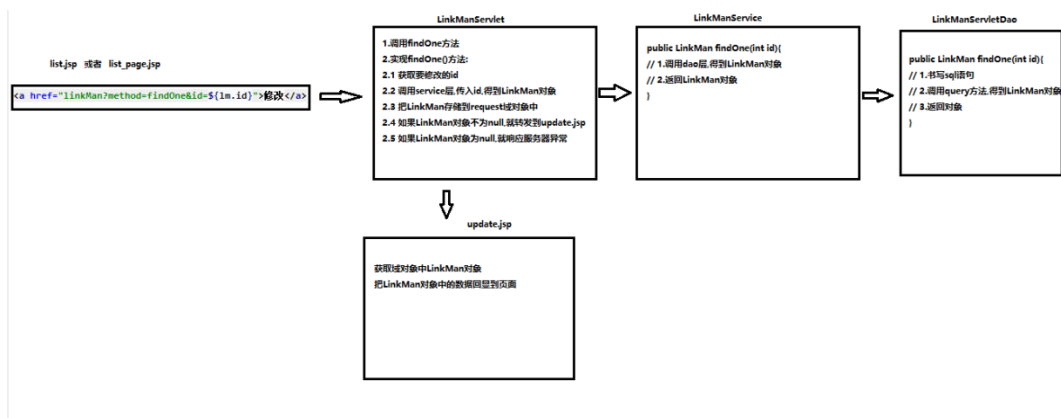 list.jsp 或者 list_page.jsp
<a href="linkMan?method=findOne&id=${lm.id}">修改</a>
LinkManServlet
1.调用findOne方法
2.实现findOne()方法:
2.1 获取要修改的id
2.2 调用service层,传入id,得到LinkMan对象
2.3 把LinkMan存储到request域对象中
2.4 如果LinkMan对象不为null,就转发到update.jsp
2.5 如果LinkMan对象为null,就响应服务器异常
LinkManService
public LinkMan findOne(int id){
// 1.调用dao层,得到LinkMan对象
// 2.返回LinkMan对象
}
LinkManServletDao
public LinkMan findOne(int id){
// 1.书写sql语句
// 2.调用query方法,得到LinkMan对象
// 3.返回对象
}
update.jsp
获取域对象中LinkMan对象
把LinkMan对象中的数据回显到页面